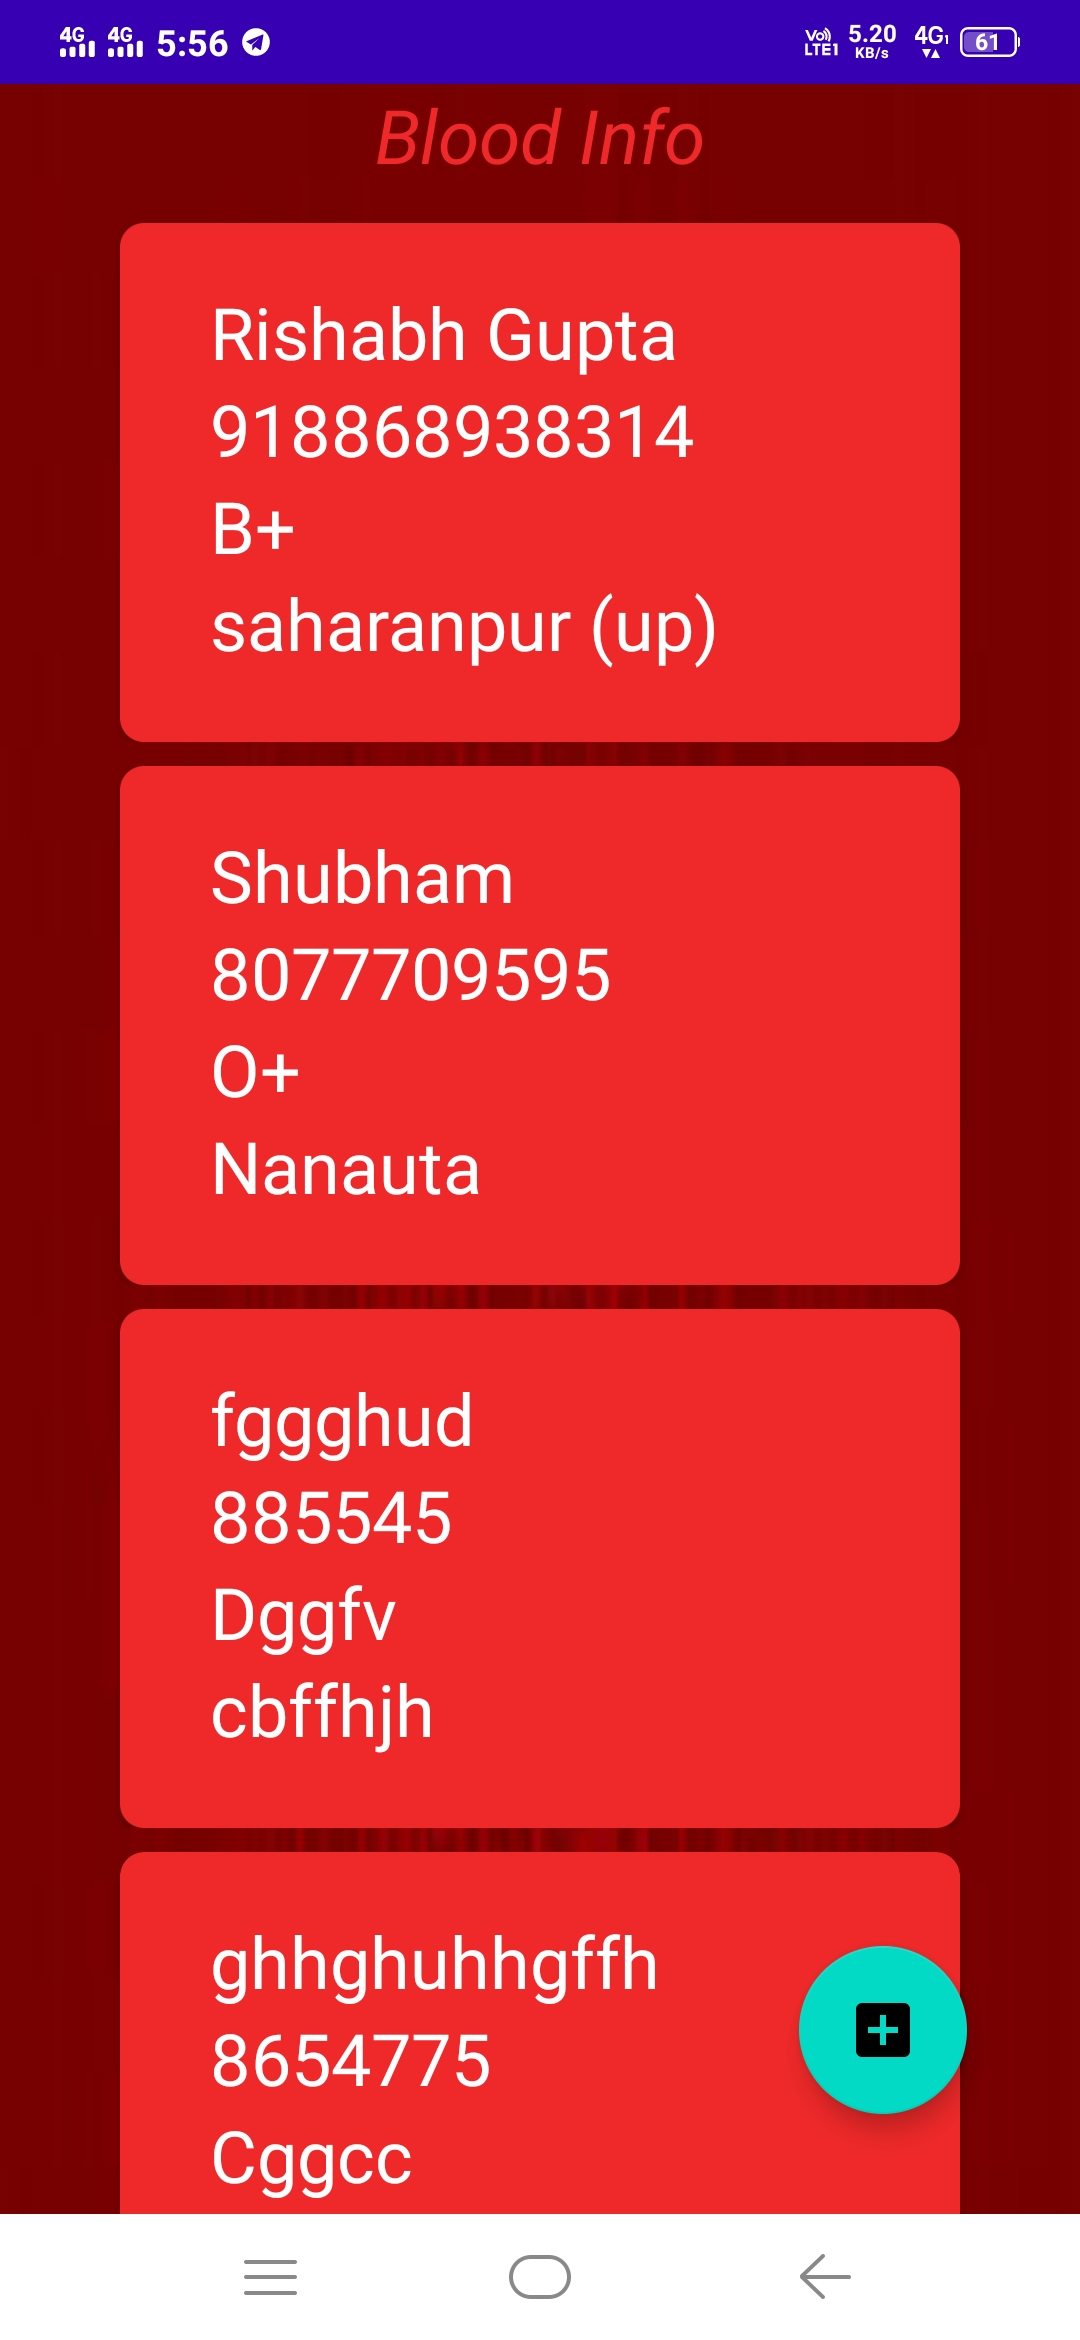 4G 4G 5:56 Vo) LTE1 5.20 KB/s 4G1 61
Blood Info
Rishabh Gupta
918868938314
B+
saharanpur (up)
Shubham
8077709595
O+
Nanauta
fggghud
885545
Dggfv
cbffhjh
ghhghuhhgffh
8654775
Cggcc